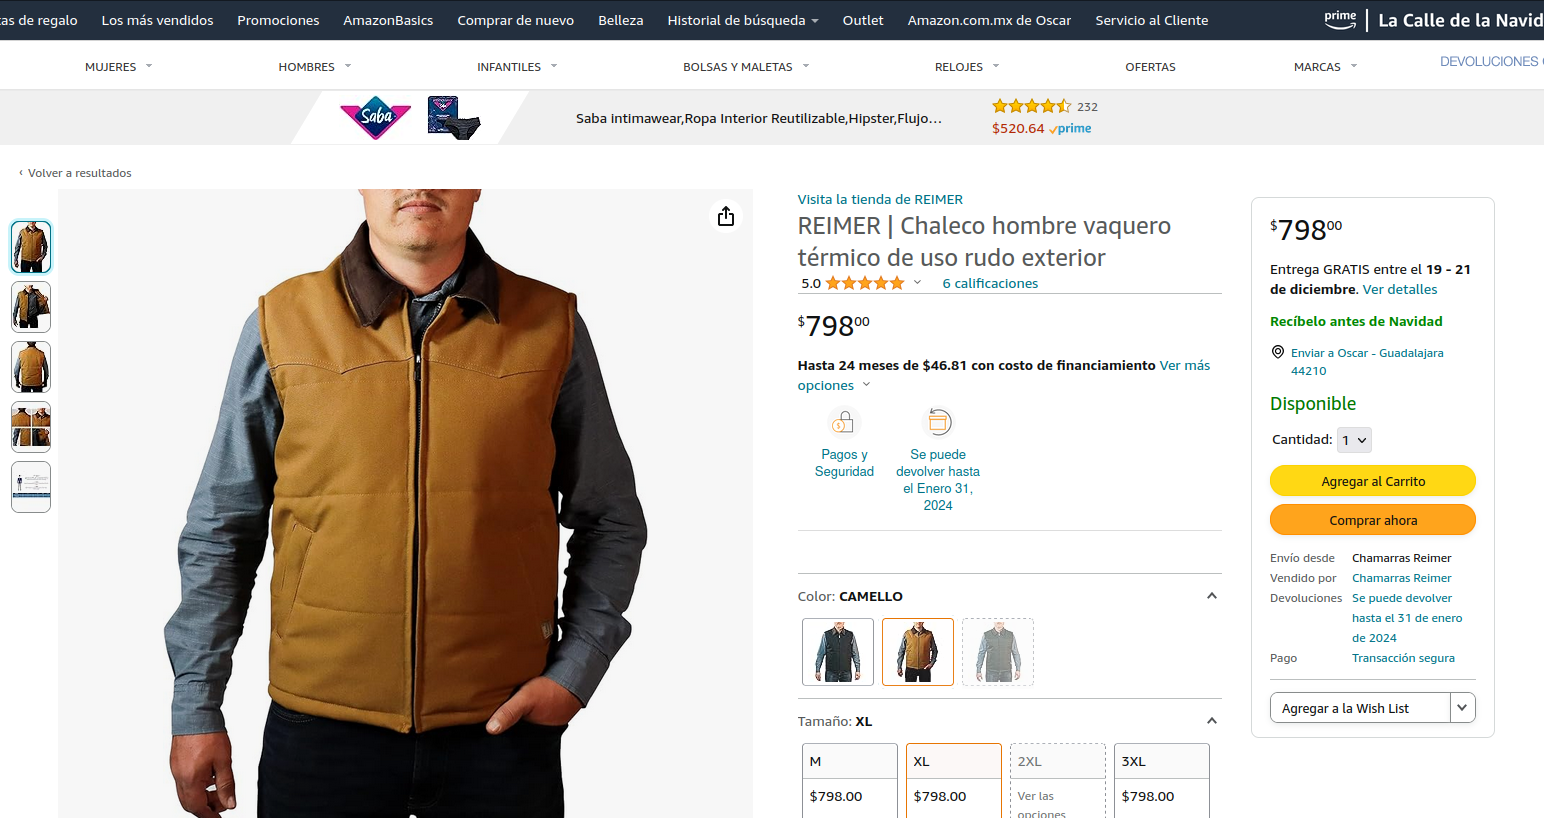 tas de regalo Los más vendidos Promociones AmazonBasics Comprar de nuevo Belleza Historial de búsqueda Outlet Amazon.com.mx de Oscar Servicio al Cliente prime La Calle de la Navid
MUJERES HOMBRES INFANTILES BOLSAS Y MALETAS RELOJES OFERTAS MARCAS DEVOLUCIONES
Saba
Saba intimawear,Ropa Interior Reutilizable,Hipster,Flujo…
232
$520.64 prime
‹ Volver a resultados
Visita la tienda de REIMER
REIMER | Chaleco hombre vaquero
térmico de uso rudo exterior
5.0 6 calificaciones
$79800
Hasta 24 meses de $46.81 con costo de financiamiento Ver más
opciones
Pagos y
Seguridad
Se puede
devolver hasta
el Enero 31,
2024
Color: CAMELLO
Tamaño: XL
M
$798.00
XL
$798.00
2XL
Ver las
opciones
3XL
$798.00
$79800
Entrega GRATIS entre el 19 - 21
de diciembre. Ver detalles
Recíbelo antes de Navidad
Enviar a Oscar - Guadalajara
44210
Disponible
Cantidad: 1
Agregar al Carrito
Comprar ahora
Envío desde Chamarras Reimer
Vendido por Chamarras Reimer
Devoluciones Se puede devolver
hasta el 31 de enero
de 2024
Pago Transacción segura
Agregar a la Wish List